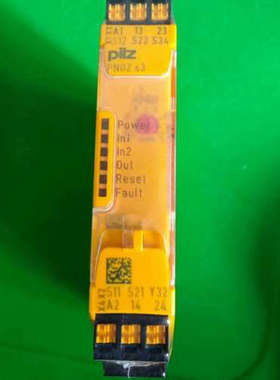 A1 13 23
S12 S22 S34
pilz
PNOZ s3
Power
In1
In2
Out
Reset
Fault
S11 S21 Y32
A2 14 24